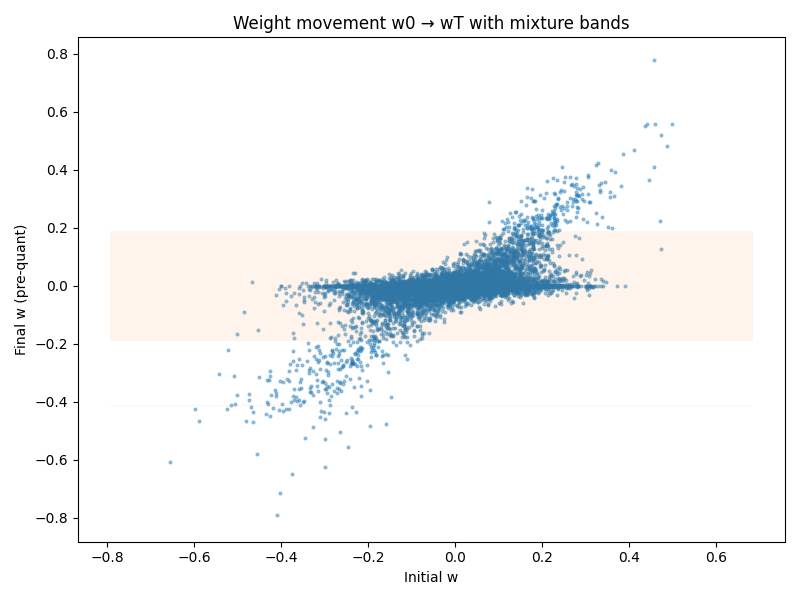 Weight movement w0 → wT with mixture bands
Final w (pre-quant)
0.8
0.6
0.4
0.2
0.0
−0.2
−0.4
−0.6
−0.8
−0.8 −0.6 −0.4 −0.2 0.0 0.2 0.4 0.6
Initial w